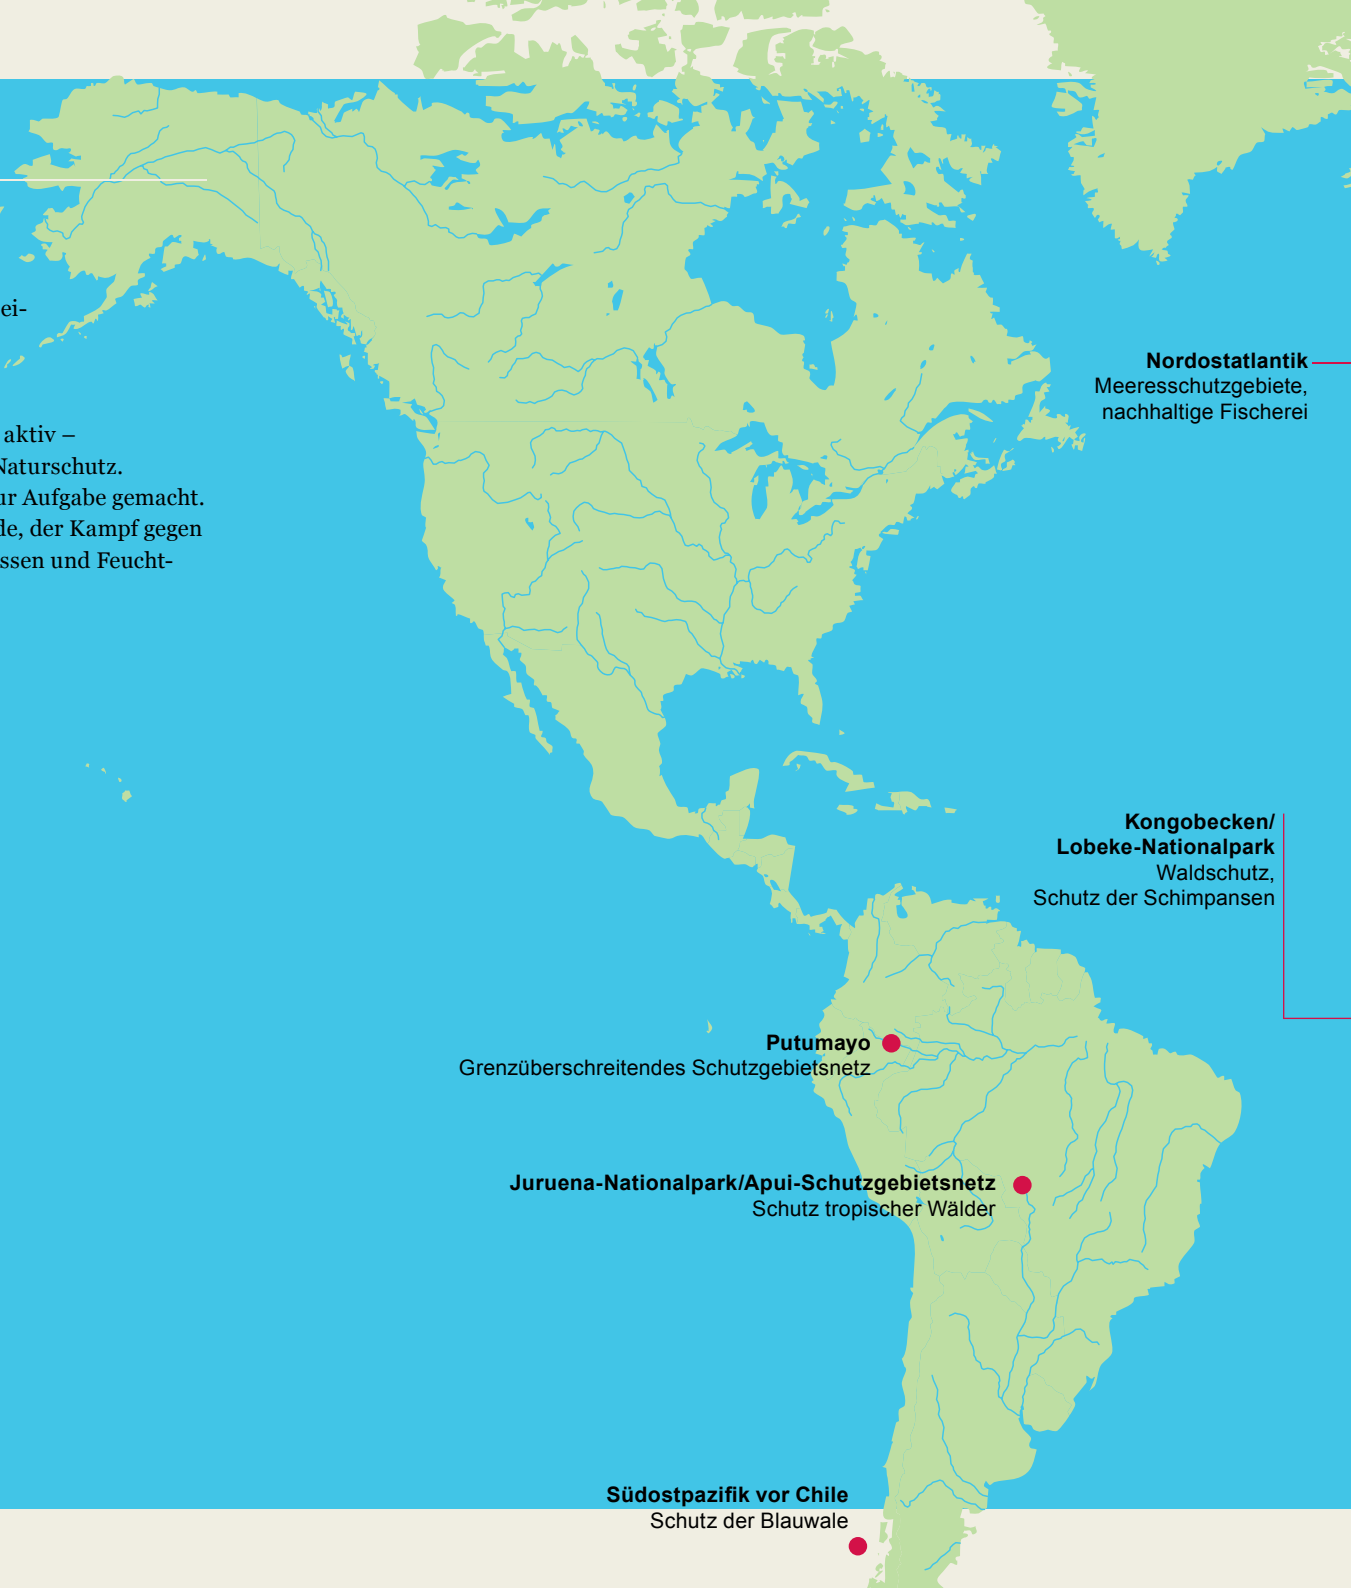 ei-
aktiv –
Naturschutz.
ur Aufgabe gemacht.
de, der Kampf gegen
ssen und Feucht-
Nordostatlantik
Meeresschutzgebiete,
nachhaltige Fischerei
Kongobecken/
Lobeke-Nationalpark
Waldschutz,
Schutz der Schimpansen
Putumayo
Grenzüberschreitendes Schutzgebietsnetz
Juruena-Nationalpark/Apui-Schutzgebietsnetz
Schutz tropischer Wälder
Südostpazifik vor Chile
Schutz der Blauwale